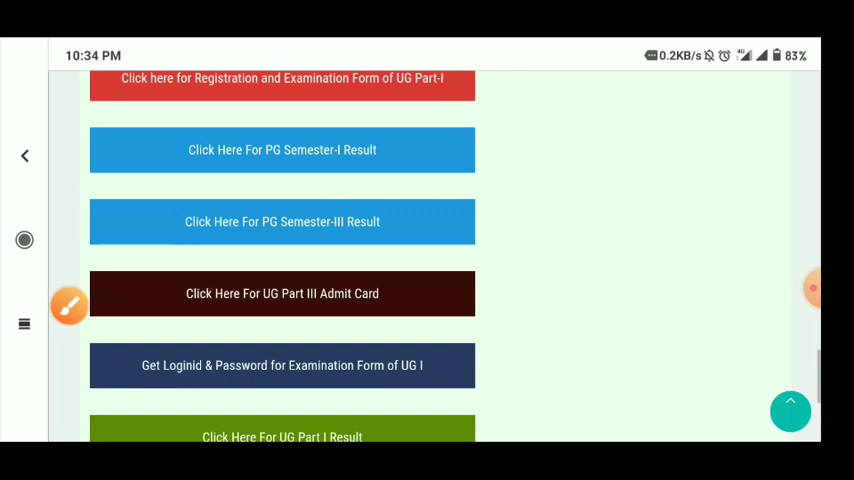 10:34 PM
0.2KB/s 4G 83%
Click here for Registration and Examination Form of UG Part-I
Click Here For PG Semester-I Result
Click Here For PG Semester-III Result
Click Here For UG Part III Admit Card
Get Loginid & Password for Examination Form of UG I
Click Here For UG Part I Result